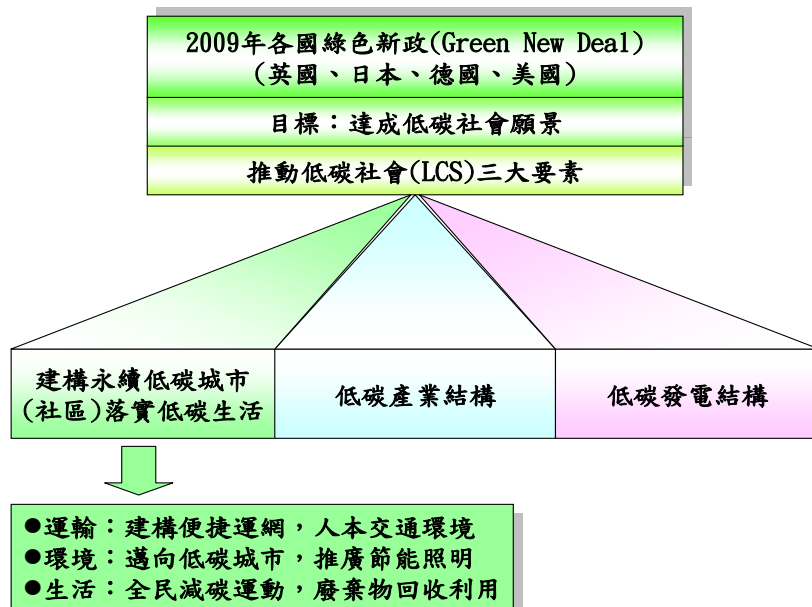 2009年各國綠色新政(Green New Deal)
(英國、日本、德國、美國)
目標：達成低碳社會願景
推動低碳社會(LCS)三大要素
建構永續低碳城市
(社區)落實低碳生活
低碳產業結構
低碳發電結構
●運輸：建構便捷運網，人本交通環境
●環境：邁向低碳城市，推廣節能照明
●生活：全民減碳運動，廢棄物回收利用